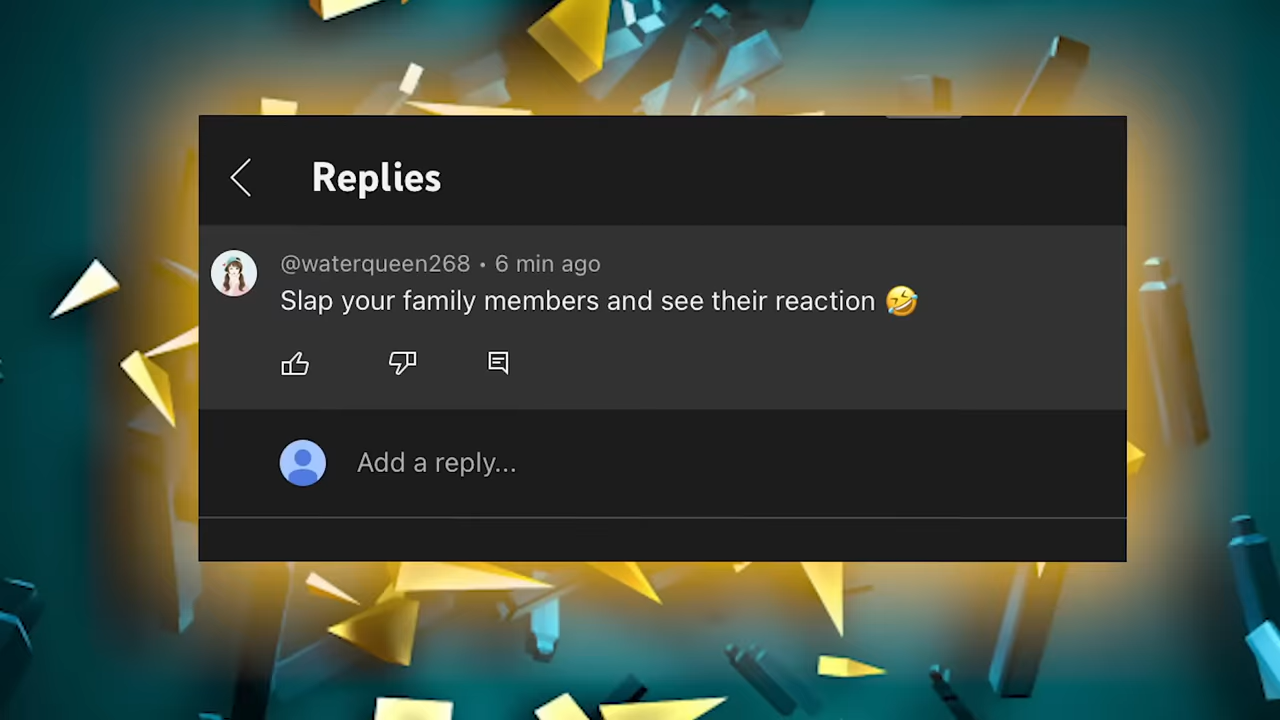 Replies
@waterqueen268 • 6 min ago
Slap your family members and see their reaction 🤣
Add a reply...